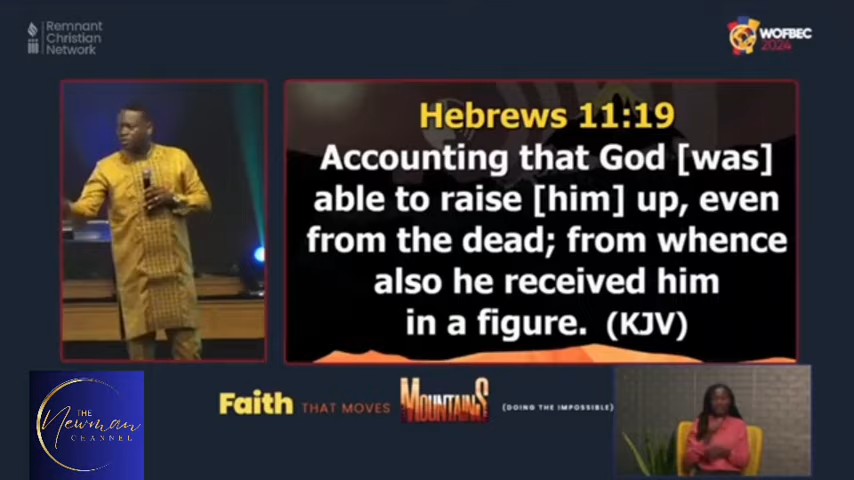 Remnant
Christian
Network
WOFBEC
2024
Hebrews 11:19
Accounting that God [was]
able to raise [him] up, even
from the dead; from whence
also he received him
in a figure. (KJV)
Faith THAT MOVES MOUNTAINS (DOING THE IMPOSSIBLE)
THE
Newman
CHANNEL